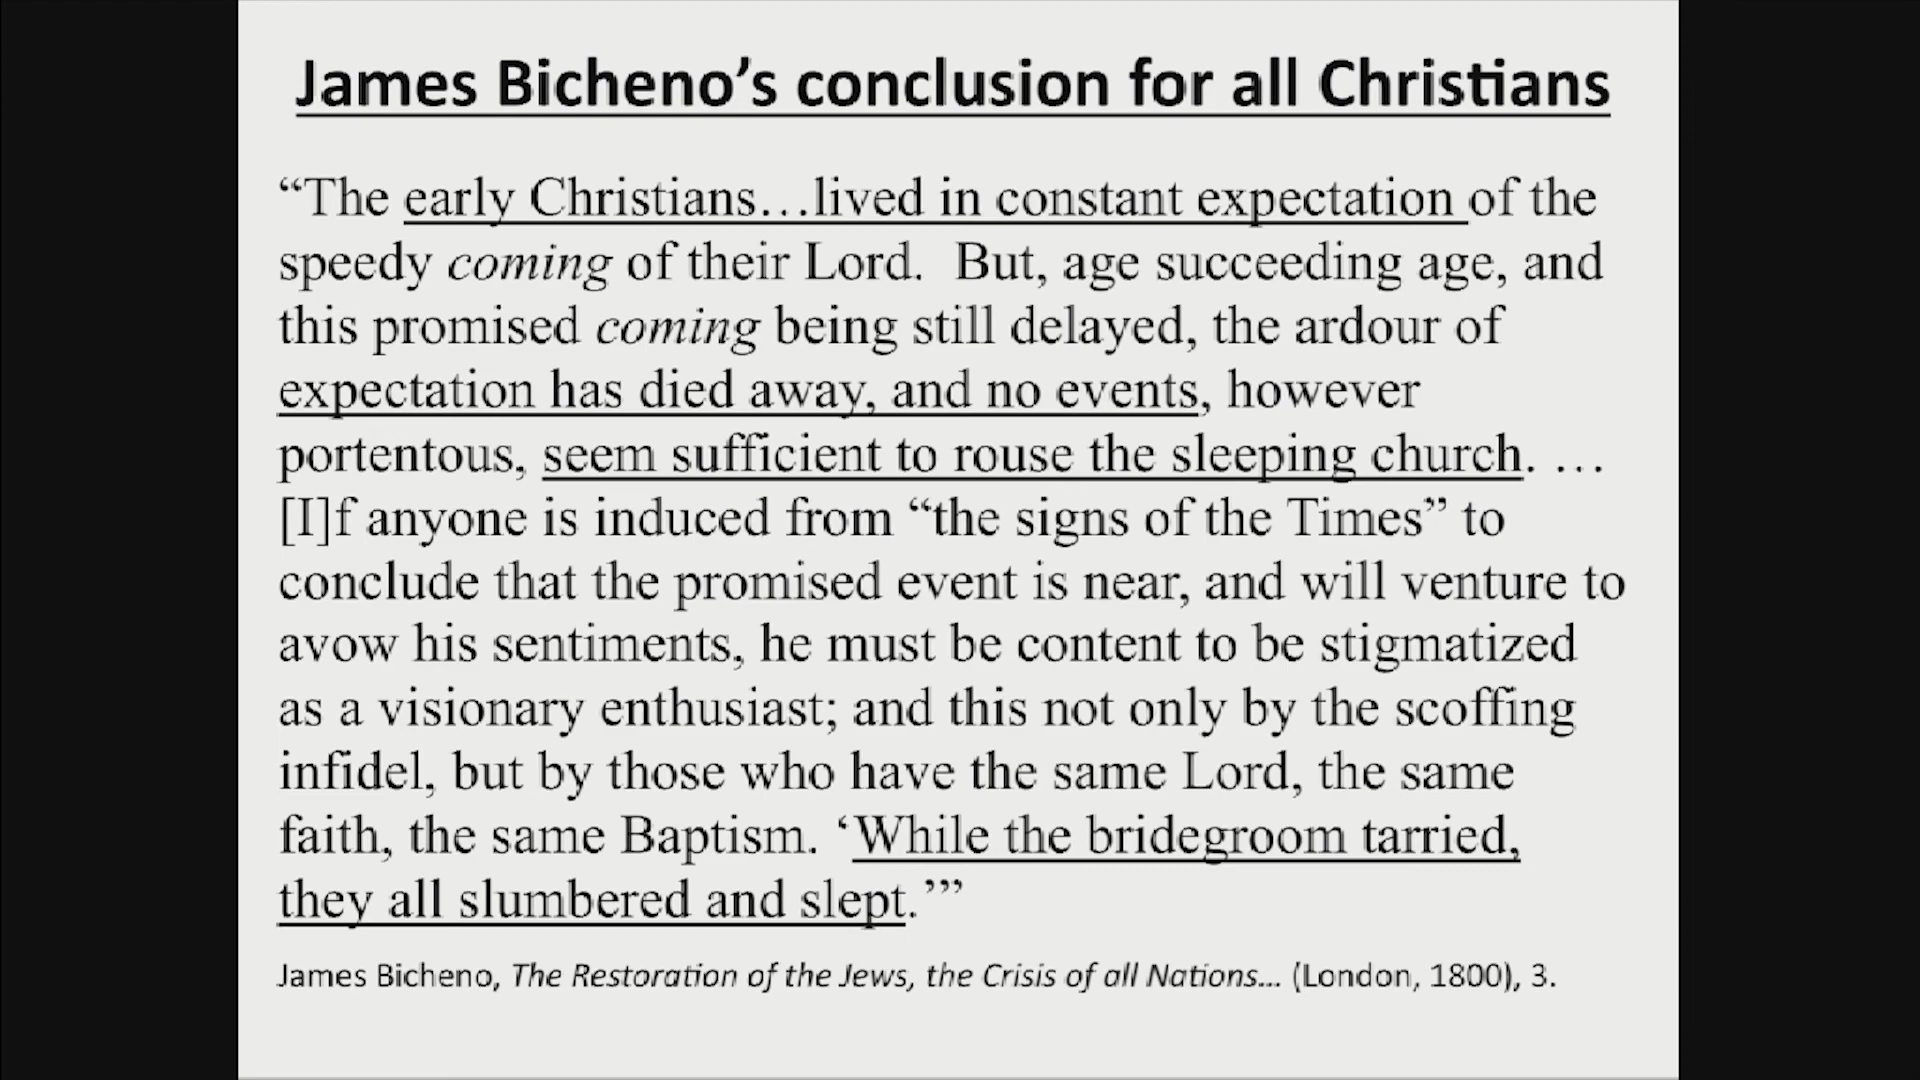 James Bicheno’s conclusion for all Christians
“The early Christians…lived in constant expectation of the
speedy coming of their Lord. But, age succeeding age, and
this promised coming being still delayed, the ardour of
expectation has died away, and no events, however
portentous, seem sufficient to rouse the sleeping church. …
[I]f anyone is induced from “the signs of the Times” to
conclude that the promised event is near, and will venture to
avow his sentiments, he must be content to be stigmatized
as a visionary enthusiast; and this not only by the scoffing
infidel, but by those who have the same Lord, the same
faith, the same Baptism. ‘While the bridegroom tarried,
they all slumbered and slept.’”
James Bicheno, The Restoration of the Jews, the Crisis of all Nations… (London, 1800), 3.